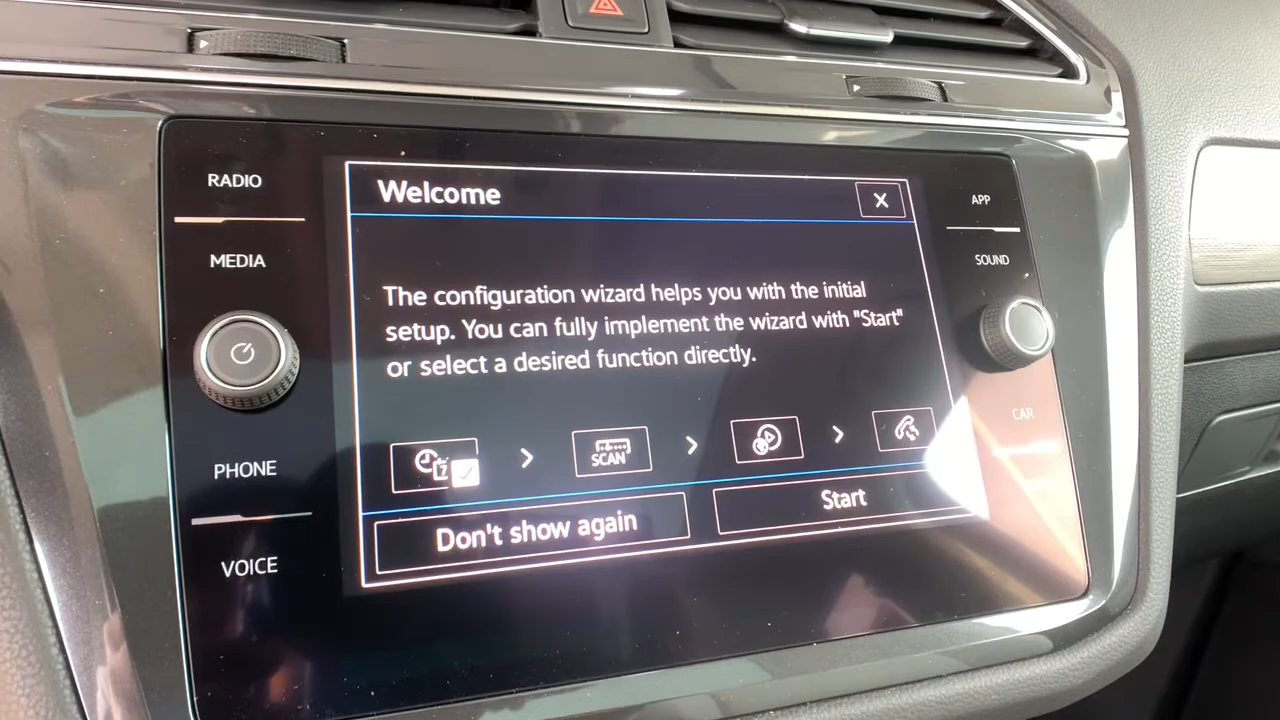 RADIO
MEDIA
PHONE
VOICE
Welcome
X
The configuration wizard helps you with the initial
setup. You can fully implement the wizard with "Start"
or select a desired function directly.
7
SCAN
Don't show again
Start
APP
SOUND
CAR